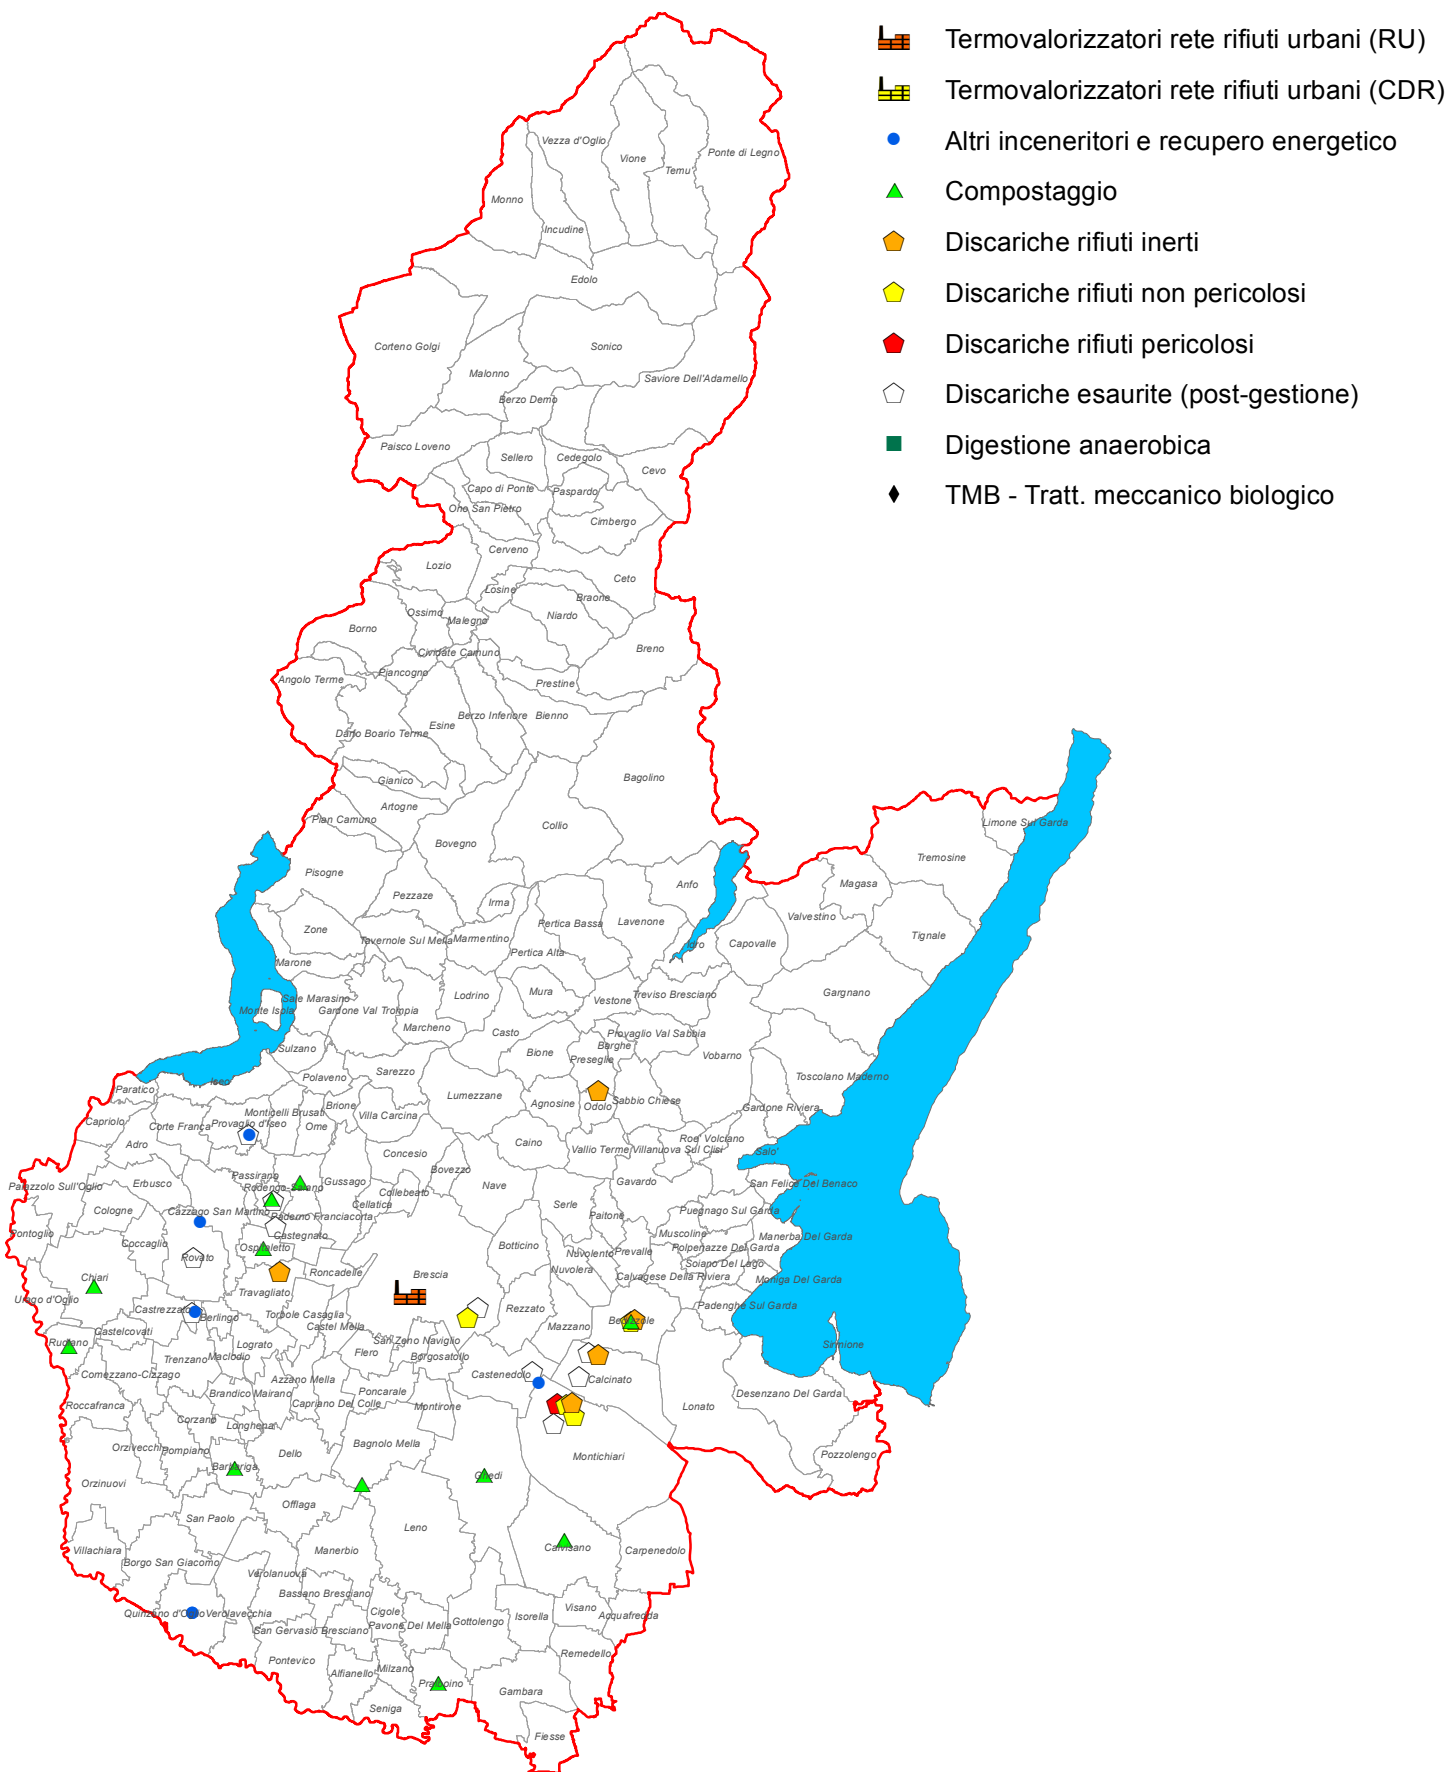 Termovalorizzatori rete rifiuti urbani (RU)
Termovalorizzatori rete rifiuti urbani (CDR)
Altri inceneritori e recupero energetico
Compostaggio
Discariche rifiuti inerti
Discariche rifiuti non pericolosi
Discariche rifiuti pericolosi
Discariche esaurite (post-gestione)
Digestione anaerobica
TMB - Tratt. meccanico biologico
Vezza d'Oglio
Vione
Ponte di Legno
Temu'
Monno
Incudine
Edolo
Corteno Golgi
Sonico
Malonno
Saviore Dell'Adamello
Berzo Demo
Paisco Loveno
Sellero
Cedegolo
Cevo
Capo di Ponte
Paspardo
Ono San Pietro
Cimbergo
Cerveno
Lozio
Ceto
Losine
Braone
Ossimo
Niardo
Malegno
Borno
Breno
Cividate Camuno
Piancogno
Angolo Terme
Prestine
Berzo Inferiore
Bienno
Esine
Darfo Boario Terme
Bagolino
Gianico
Artogne
Pian Camuno
Limone Sul Garda
Collio
Bovegno
Tremosine
Pisogne
Anfo
Magasa
Pezzaze
Irma
Valvestino
Lavenone
Pertica Bassa
Zone
Tignale
Tavernole Sul Mella
Marmentino
Idro
Capovalle
Pertica Alta
Marone
Mura
Gargnano
Lodrino
Treviso Bresciano
Sale Marasino
Vestone
Monte Isola
Gardone Val Trompia
Marcheno
Casto
Provaglio Val Sabbia
Barghe
Sulzano
Bione
Vobarno
Preseglie
Sarezzo
Polaveno
Toscolano Maderno
Iseo
Paratico
Lumezzane
Agnosine
Odolo
Sabbio Chiese
Brione
Gardone Riviera
Monticelli Brusati
Villa Carcina
Capriolo
Corte Franca
Provaglio d'Iseo
Ome
Roe' Volciano
Adro
Caino
Vallio Terme
Villanuova Sul Clisi
Salo'
Concesio
Bovezzo
Passirano
Gussago
Gavardo
Erbusco
Nave
San Felice Del Benaco
Palazzolo Sull'Oglio
Rodengo-Saiano
Collebeato
Cellatica
Serle
Cologne
Cazzago San Martino
Puegnago Sul Garda
Paderno Franciacorta
Paitone
Pontoglio
Castegnato
Muscoline
Manerba Del Garda
Coccaglio
Ospitaletto
Botticino
Polpenazze Del Garda
Rovato
Nuvolento
Prevalle
Soiano Del Lago
Nuvolera
Chiari
Roncadelle
Brescia
Calvagese Della Riviera
Moniga Del Garda
Travagliato
Urago d'Oglio
Padenghe Sul Garda
Castrezzato
Berlingo
Torbole Casaglia
Rezzato
Bedizzole
Castel Mella
Mazzano
Castelcovati
San Zeno Naviglio
Rudiano
Lograto
Sirmione
Flero
Borgosatollo
Trenzano
Maclodio
Comezzano-Cizzago
Castenedolo
Calcinato
Azzano Mella
Poncarale
Brandico
Mairano
Desenzano Del Garda
Roccafranca
Capriano Del Colle
Montirone
Lonato
Corzano
Longhena
Orzivecchi
Pompiano
Bagnolo Mella
Dello
Pozzolengo
Montichiari
Barbariga
Ghedi
Orzinuovi
Offlaga
San Paolo
Leno
Calvisano
Villachiara
Manerbio
Carpenedolo
Borgo San Giacomo
Verolanuova
Bassano Bresciano
Visano
Quinzano d'Oglio
Verolavecchia
Cigole
Isorella
Acquafredda
Gottolengo
Pavone Del Mella
San Gervasio Bresciano
Remedello
Pontevico
Milzano
Alfianello
Pralboino
Gambara
Seniga
Fiesse